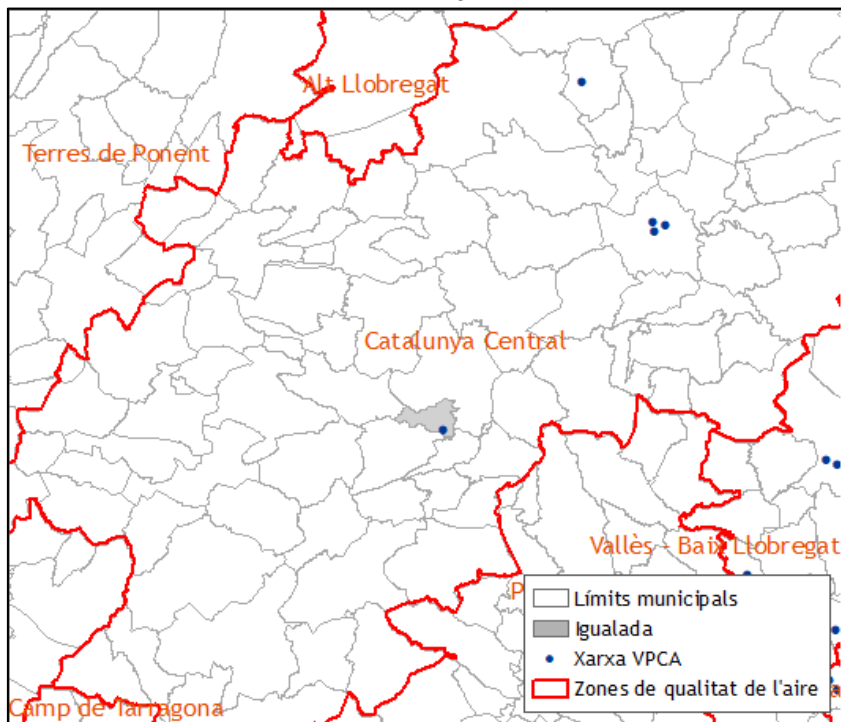 Alt Llobregat
Terres de Ponent
Catalunya Central
Vallès - Baix Llobregat
Límits municipals
Igualada
Xarxa VPCA
Zones de qualitat de l'aire
Camp de Tarragona